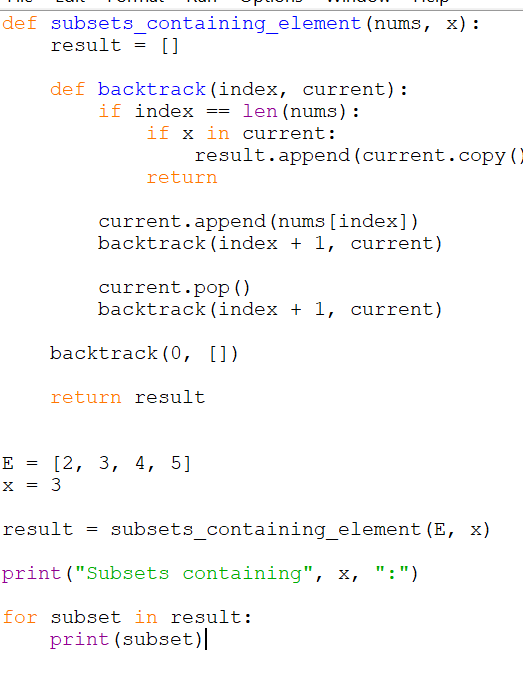 def subsets_containing_element(nums, x):
    result = []

    def backtrack(index, current):
        if index == len(nums):
            if x in current:
                result.append(current.copy()
            return

        current.append(nums[index])
        backtrack(index + 1, current)

        current.pop()
        backtrack(index + 1, current)

    backtrack(0, [])

    return result


E = [2, 3, 4, 5]
x = 3

result = subsets_containing_element(E, x)

print("Subsets containing", x, ":")

for subset in result:
    print(subset)